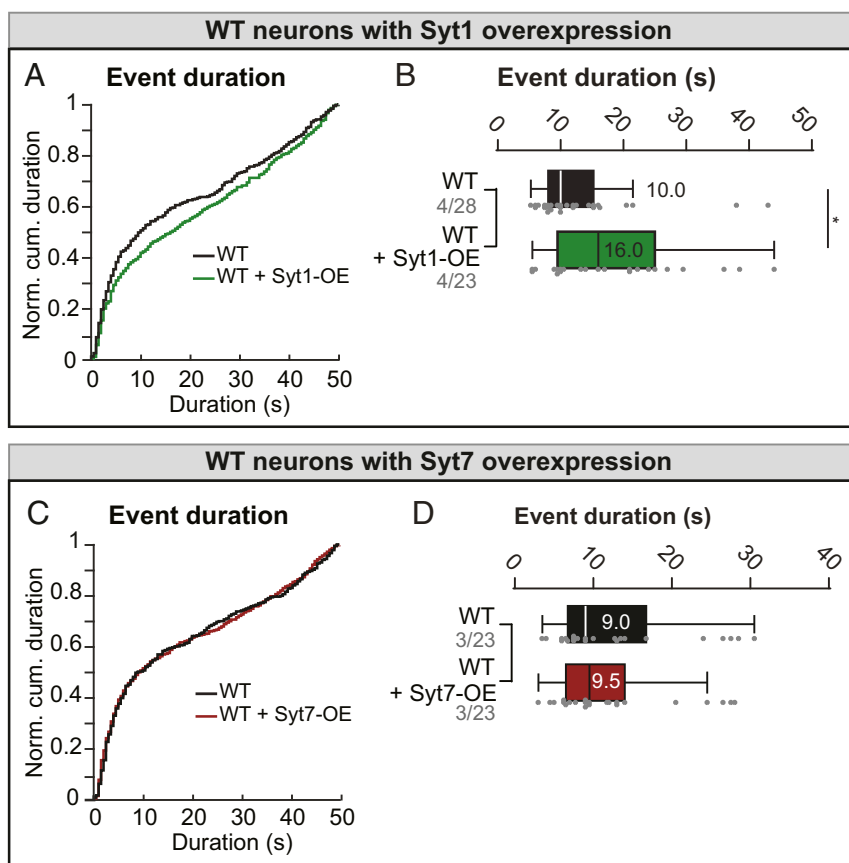 WT neurons with Syt1 overexpression
A
Event duration
Norm. cum. duration
1
0.8
0.6
0.4
0.2
0
WT
WT + Syt1-OE
0 10 20 30 40 50
Duration (s)
B
Event duration (s)
0 10 20 30 40 50
WT
4/28
10.0
WT
+ Syt1-OE
4/23
16.0
*
WT neurons with Syt7 overexpression
C
Event duration
Norm. cum. duration
1
0.8
0.6
0.4
0.2
0
WT
WT + Syt7-OE
0 10 20 30 40 50
Duration (s)
D
Event duration (s)
0 10 20 30 40
WT
3/23
9.0
WT
+ Syt7-OE
3/23
9.5